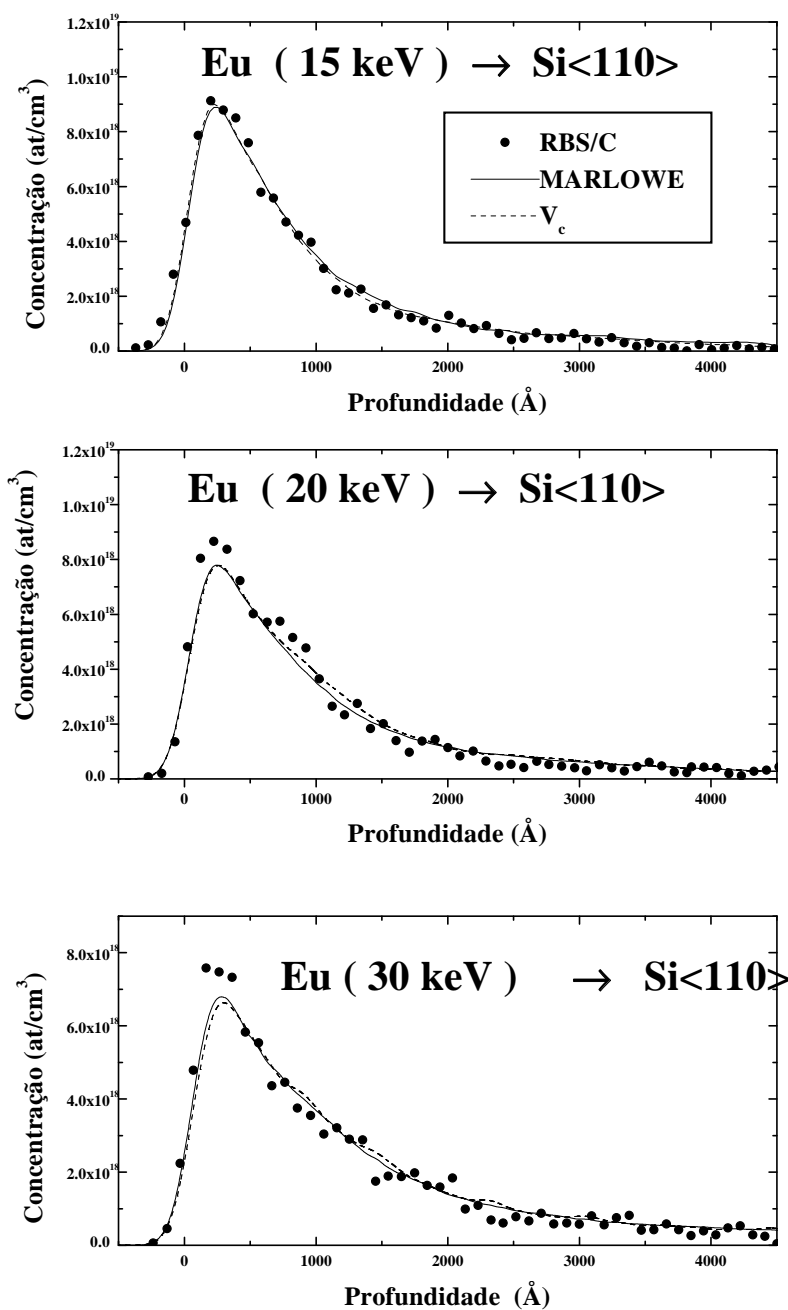 Eu ( 15 keV ) → Si<110>
RBS/C
MARLOWE
V_c
Concentração (at/cm³)
1.2x10¹⁹
1.0x10¹⁹
8.0x10¹⁸
6.0x10¹⁸
4.0x10¹⁸
2.0x10¹⁸
0.0
0 1000 2000 3000 4000
Profundidade (Å)
Eu ( 20 keV ) → Si<110>
Concentração (at/cm³)
1.2x10¹⁹
1.0x10¹⁹
8.0x10¹⁸
6.0x10¹⁸
4.0x10¹⁸
2.0x10¹⁸
0.0
0 1000 2000 3000 4000
Profundidade (Å)
Eu ( 30 keV ) → Si<110>
Concentração (at/cm³)
8.0x10¹⁸
6.0x10¹⁸
4.0x10¹⁸
2.0x10¹⁸
0.0
0 1000 2000 3000 4000
Profundidade (Å)